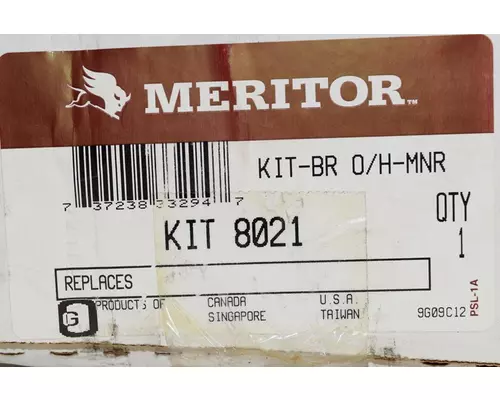 MERITOR™
KIT-BR O/H-MNR
7 37238 33294 7
KIT 8021
QTY
1
REPLACES
G
PRODUCTS OF
CANADA
U.S.A.
SINGAPORE
TAIWAN
9G09C12
PSL-1A